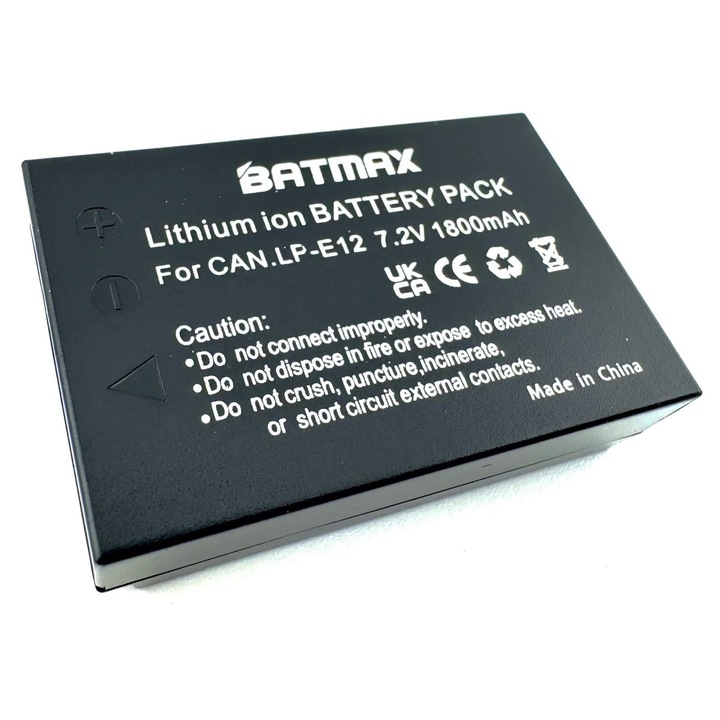 BATMAX
Lithium ion BATTERY PACK
For CAN.LP-E12 7.2V 1800mAh
UK
CA
CE FC
+
-
Caution:
• Do not connect improperly.
• Do not dispose in fire or expose to excess heat.
• Do not crush, puncture,incinerate,
or short circuit external contacts.
Made in China